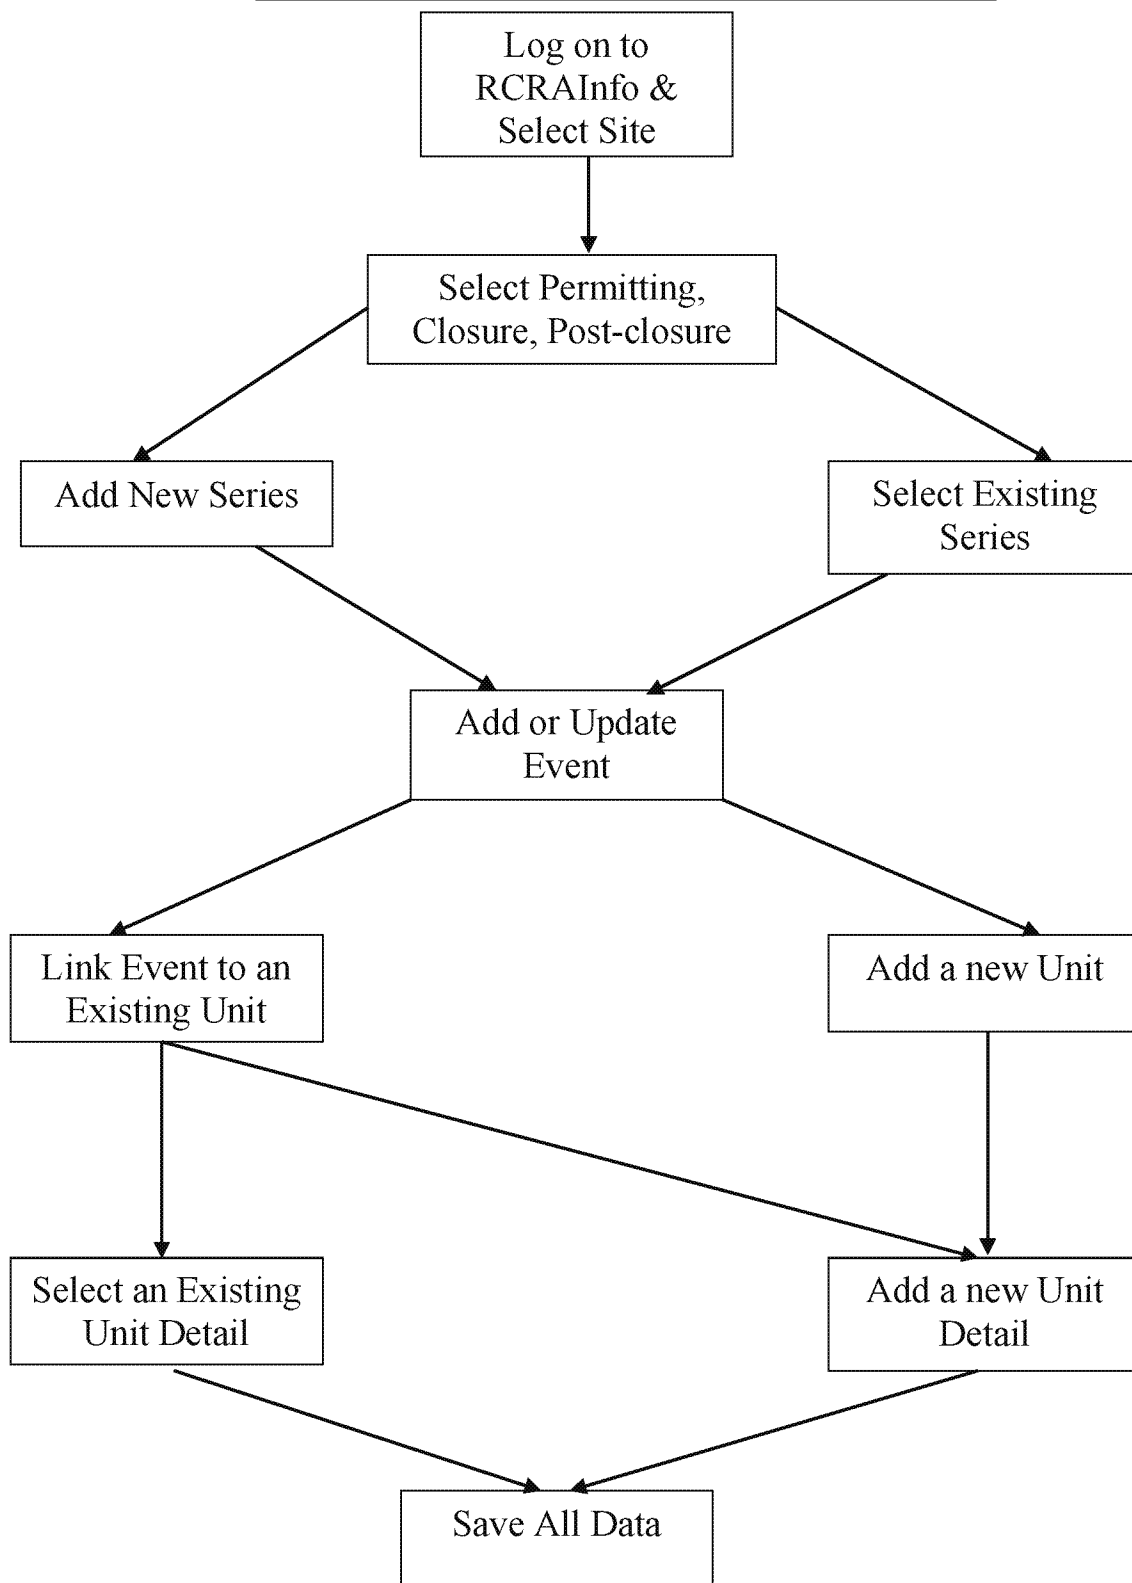 Log on to
RCRAInfo &
Select Site
Select Permitting,
Closure, Post-closure
Add New Series
Select Existing
Series
Add or Update
Event
Link Event to an
Existing Unit
Add a new Unit
Select an Existing
Unit Detail
Add a new Unit
Detail
Save All Data